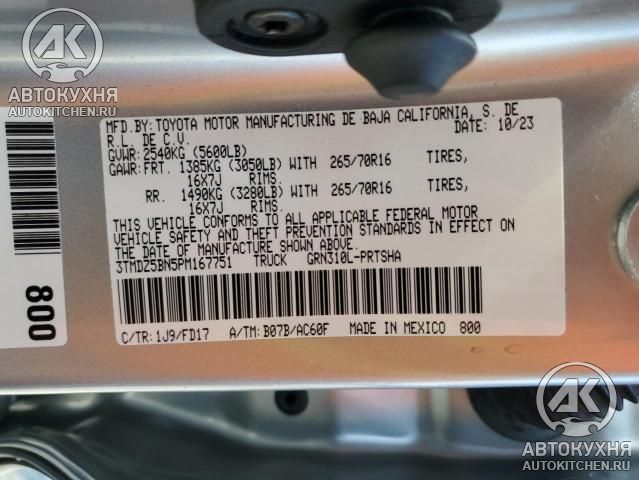 АК
АВТОКУХНЯ
AUTOKITCHEN.RU
MFD.BY:TOYOTA MOTOR MANUFACTURING DE BAJA CALIFORNIA, S. DE
R.L. DE C.V. DATE: 10/23
GVWR:2540KG (5600LB)
GAWR:FRT. 1385KG (3050LB) WITH 265/70R16 TIRES,
16X7J RIMS.
RR. 1490KG (3280LB) WITH 265/70R16 TIRES,
16X7J RIMS.
THIS VEHICLE CONFORMS TO ALL APPLICABLE FEDERAL MOTOR
VEHICLE SAFETY AND THEFT PREVENTION STANDARDS IN EFFECT ON
THE DATE OF MANUFACTURE SHOWN ABOVE.
3TMDZ5BN5PM167751 TRUCK GRN310L-PRTSHA
C/TR:1J9/FD17 A/TM:B07B/AC60F MADE IN MEXICO 800
800
АК
АВТОКУХНЯ
AUTOKITCHEN.RU